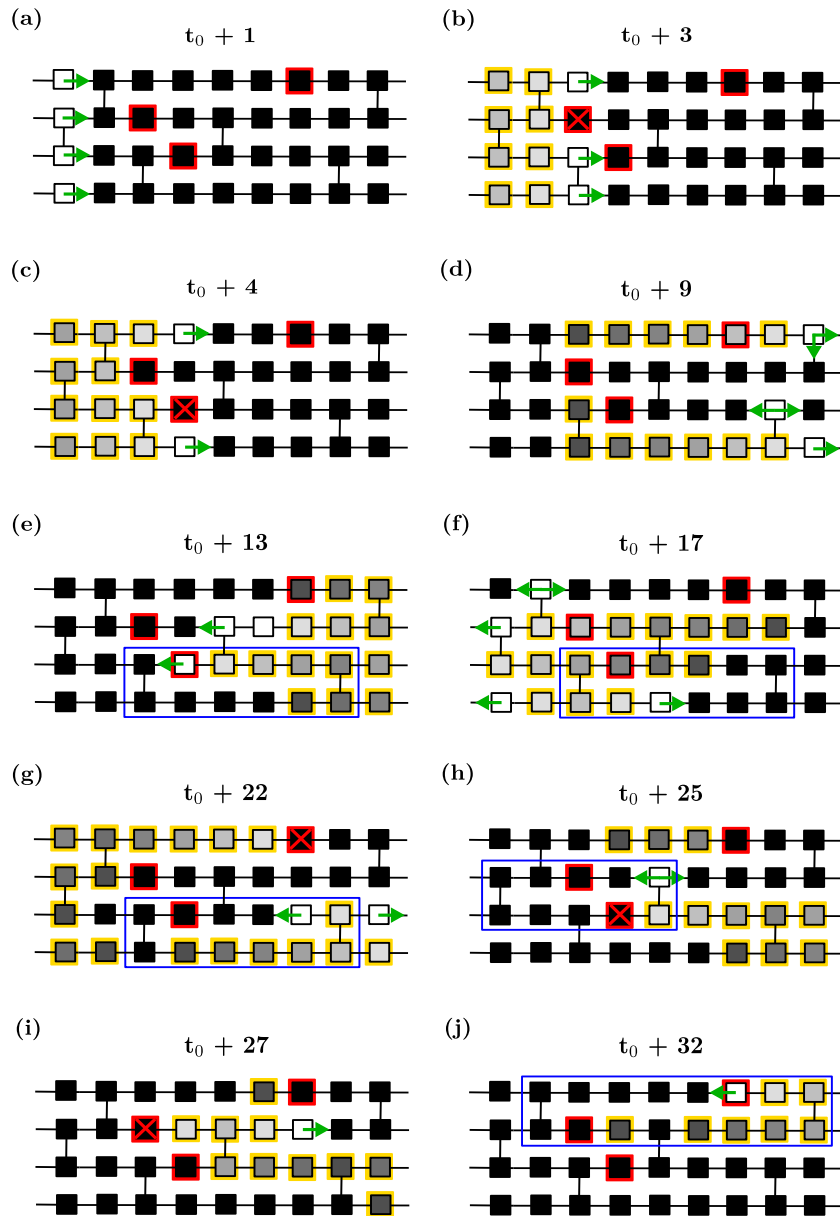 (a)
t₀ + 1
(b)
t₀ + 3
(c)
t₀ + 4
(d)
t₀ + 9
(e)
t₀ + 13
(f)
t₀ + 17
(g)
t₀ + 22
(h)
t₀ + 25
(i)
t₀ + 27
(j)
t₀ + 32